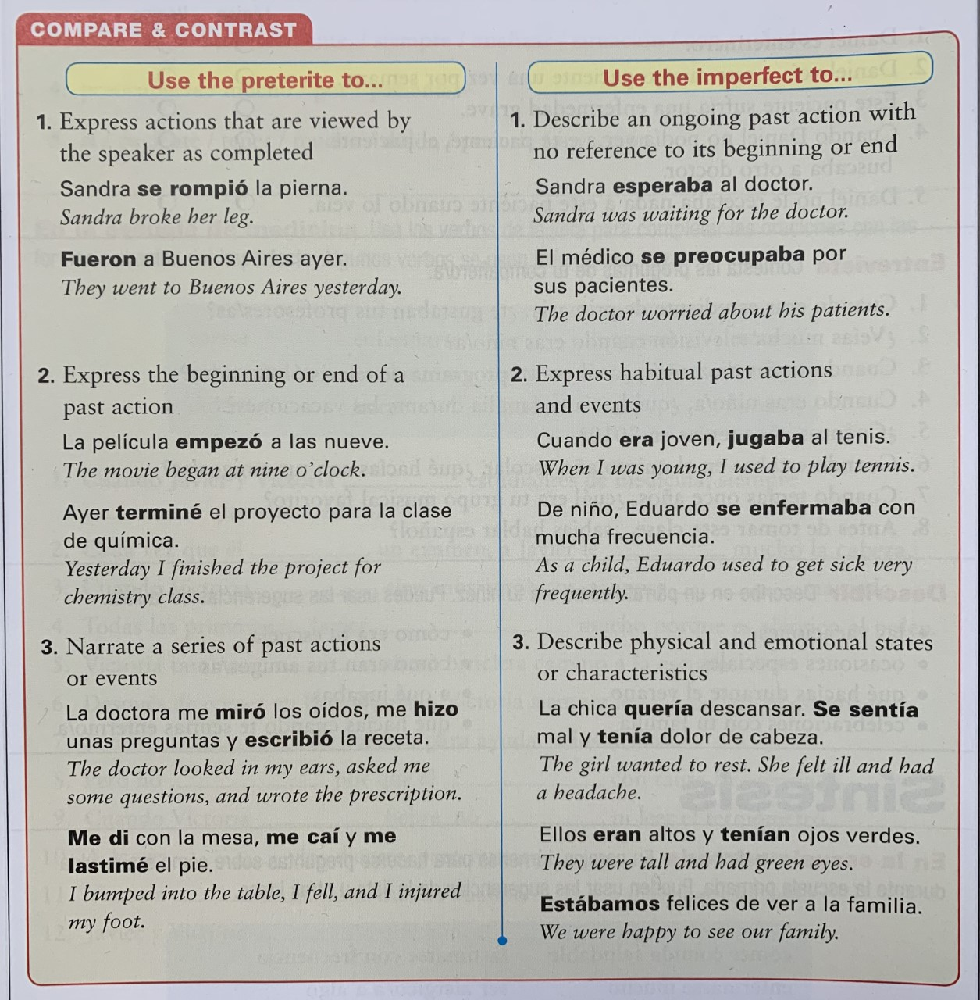 COMPARE & CONTRAST
Use the preterite to...
1. Express actions that are viewed by
the speaker as completed
Sandra se rompió la pierna.
Sandra broke her leg.
Fueron a Buenos Aires ayer.
They went to Buenos Aires yesterday.
2. Express the beginning or end of a
past action
La película empezó a las nueve.
The movie began at nine o'clock.
Ayer terminé el proyecto para la clase
de química.
Yesterday I finished the project for
chemistry class.
3. Narrate a series of past actions
or events
La doctora me miró los oídos, me hizo
unas preguntas y escribió la receta.
The doctor looked in my ears, asked me
some questions, and wrote the prescription.
Me di con la mesa, me caí y me
lastimé el pie.
I bumped into the table, I fell, and I injured
my foot.
Use the imperfect to...
1. Describe an ongoing past action with
no reference to its beginning or end
Sandra esperaba al doctor.
Sandra was waiting for the doctor.
El médico se preocupaba por
sus pacientes.
The doctor worried about his patients.
2. Express habitual past actions
and events
Cuando era joven, jugaba al tenis.
When I was young, I used to play tennis.
De niño, Eduardo se enfermaba con
mucha frecuencia.
As a child, Eduardo used to get sick very
frequently.
3. Describe physical and emotional states
or characteristics
La chica quería descansar. Se sentía
mal y tenía dolor de cabeza.
The girl wanted to rest. She felt ill and had
a headache.
Ellos eran altos y tenían ojos verdes.
They were tall and had green eyes.
Estábamos felices de ver a la familia.
We were happy to see our family.